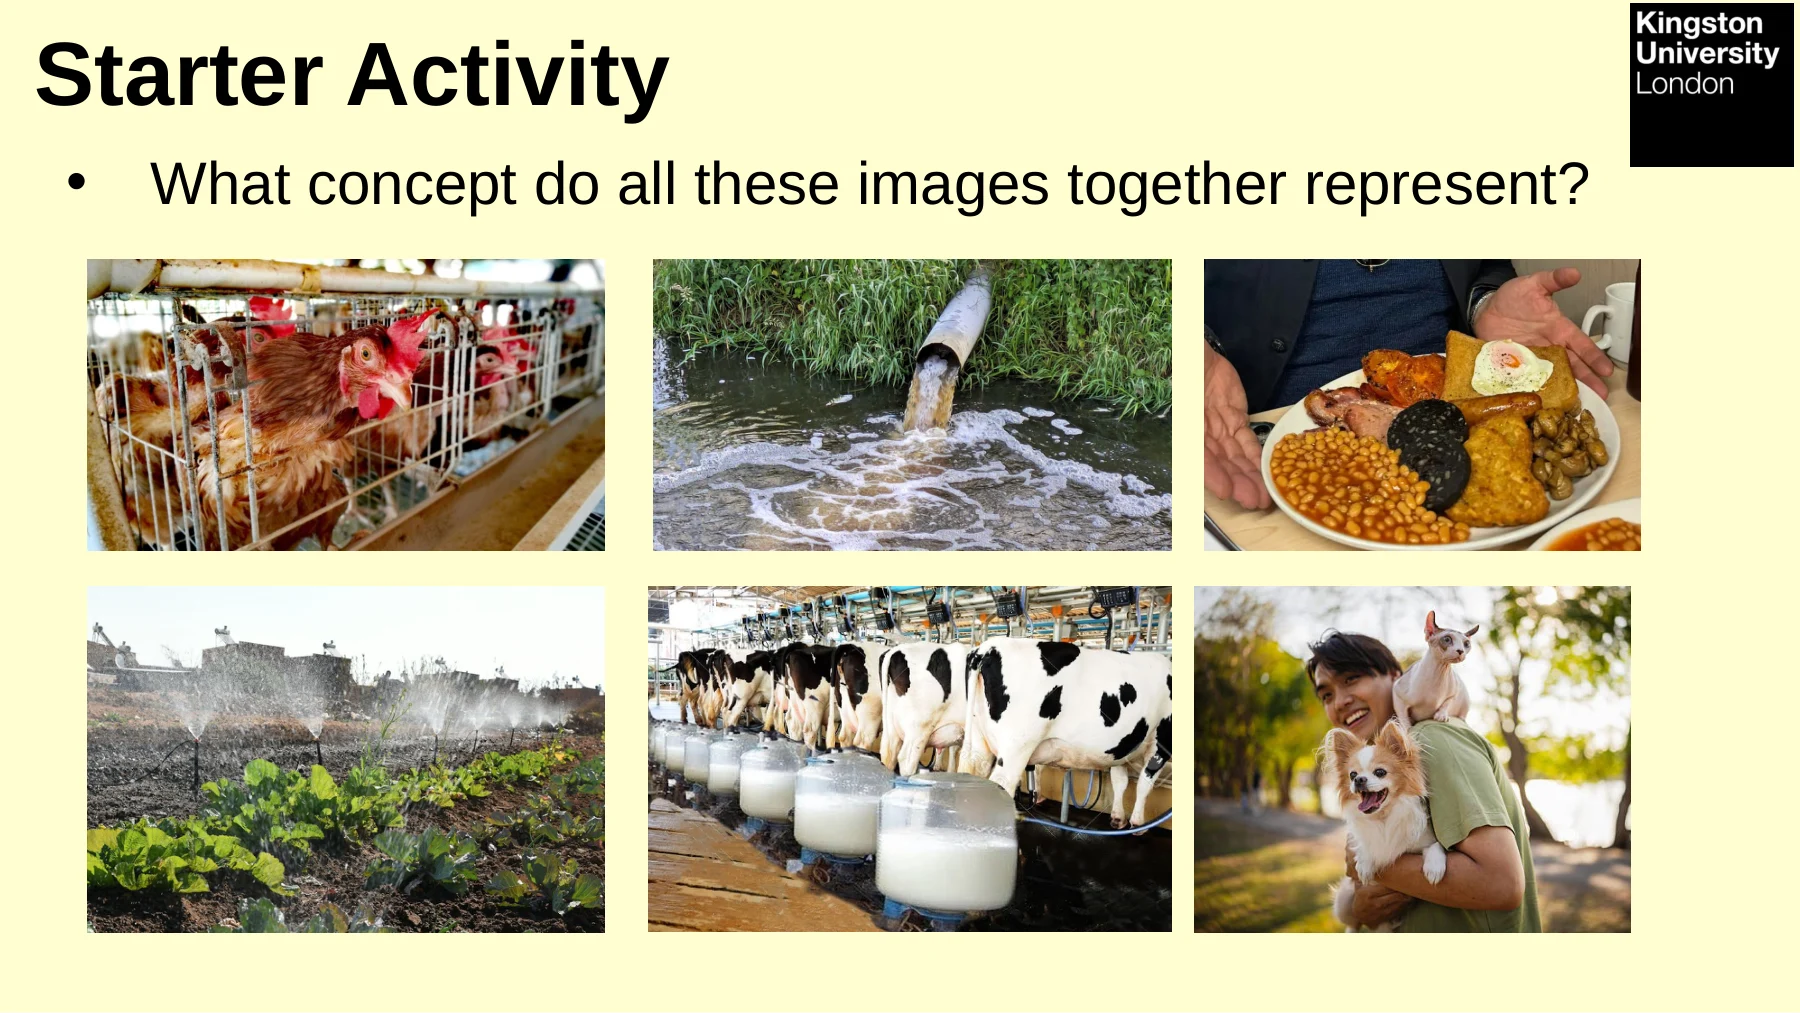 Starter Activity
Kingston
University
London
• What concept do all these images together represent?